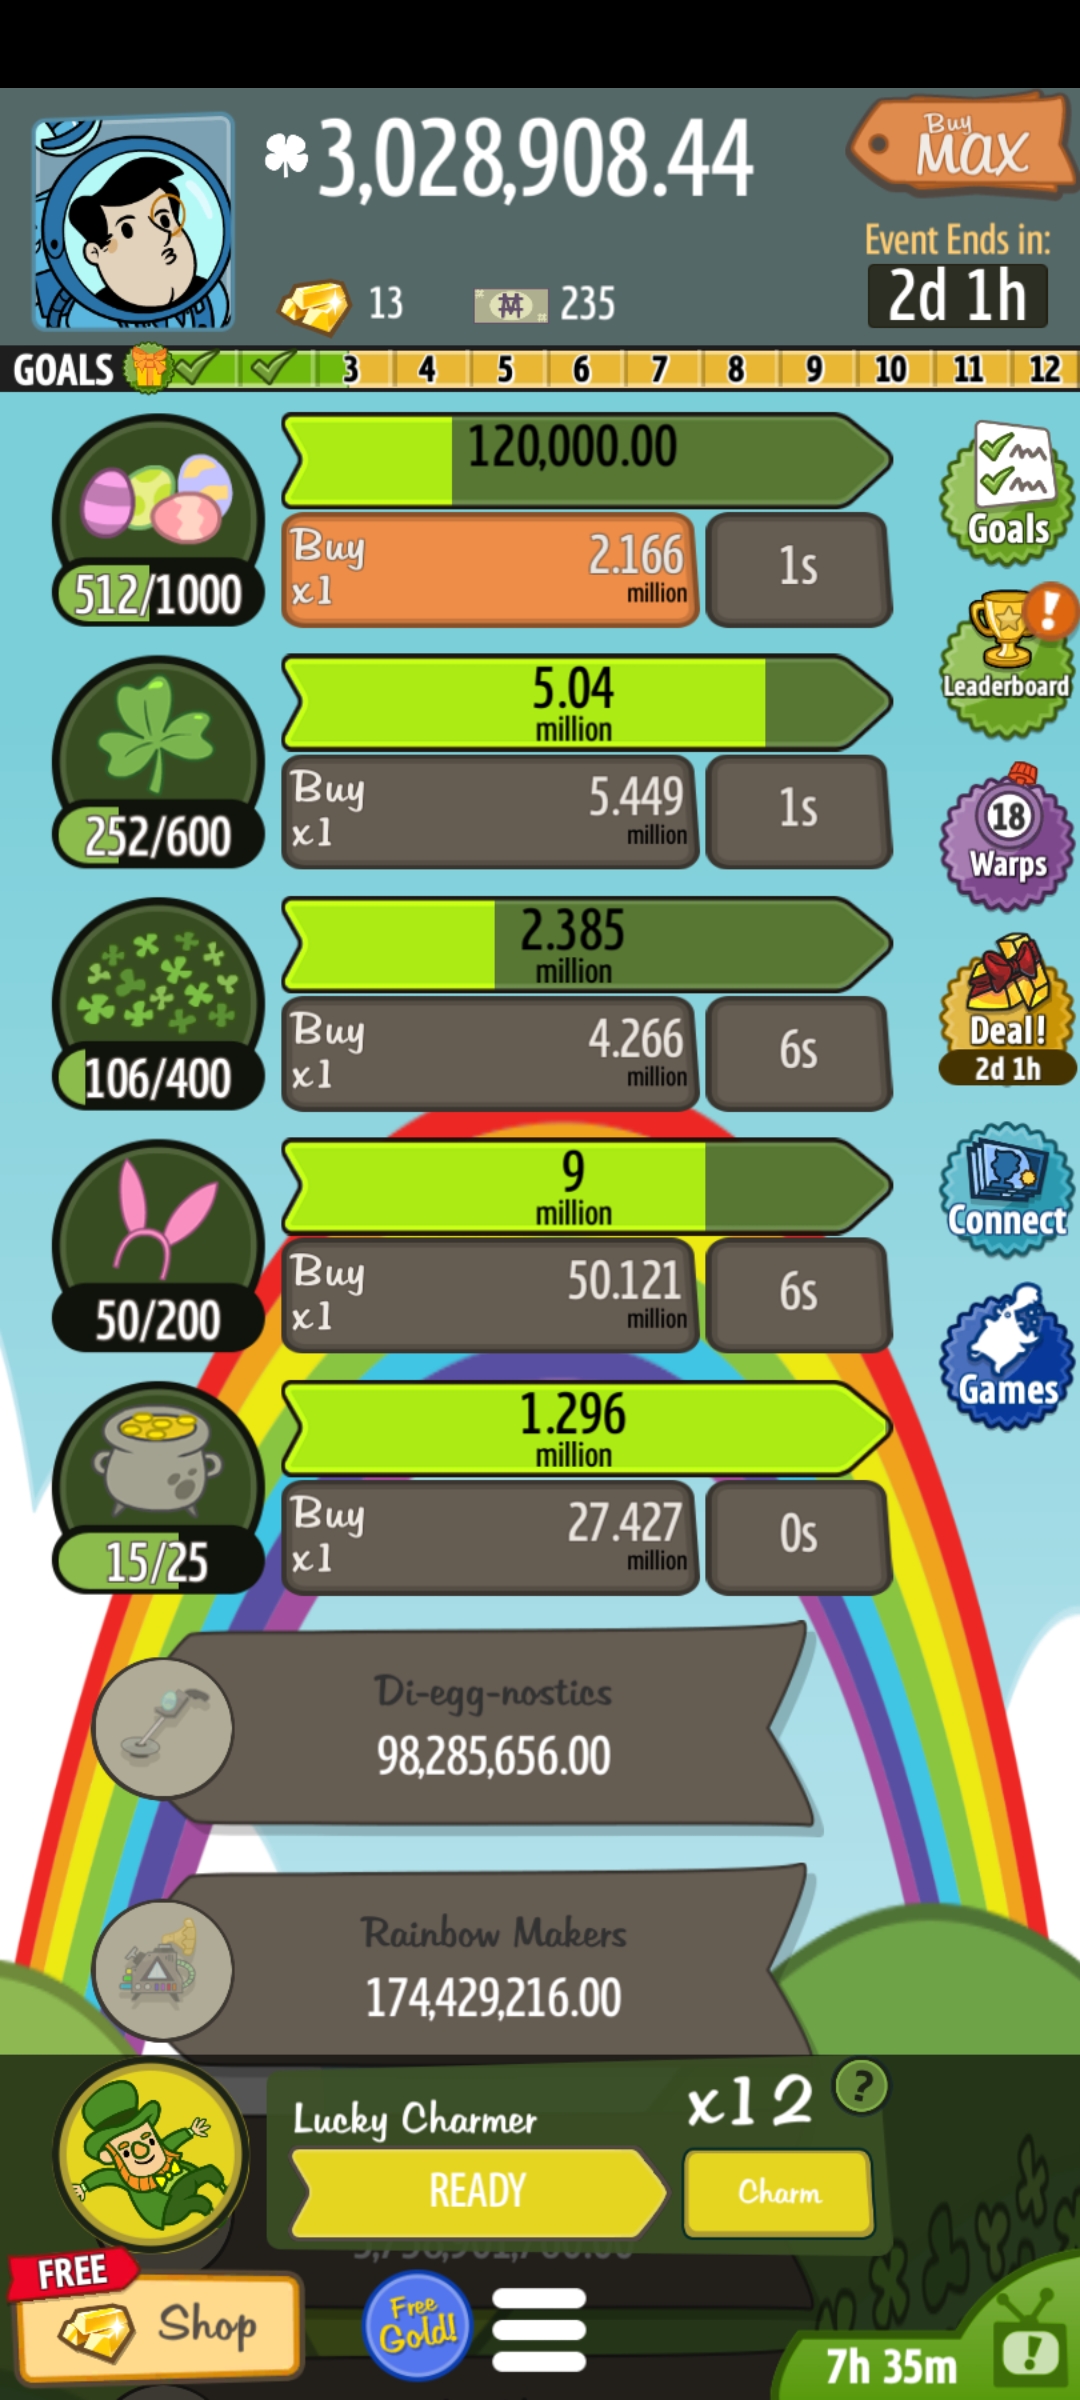 3,028,908.44
Buy
MAX
Event Ends in:
2d 1h
13
235
GOALS
3 4 5 6 7 8 9 10 11 12
120,000.00
512/1000
Buy
x1
2.166
million
1s
Goals
5.04
million
252/600
Buy
x1
5.449
million
1s
!
Leaderboard
18
Warps
2.385
million
106/400
Buy
x1
4.266
million
6s
Deal!
2d 1h
9
million
50/200
Buy
x1
50.121
million
6s
Connect
Games
1.296
million
15/25
Buy
x1
27.427
million
0s
Di-egg-nostics
98,285,656.00
Rainbow Makers
174,429,216.00
Lucky Charmer
x12
?
READY
Charm
FREE
Shop
Free
Gold!
7h 35m
!